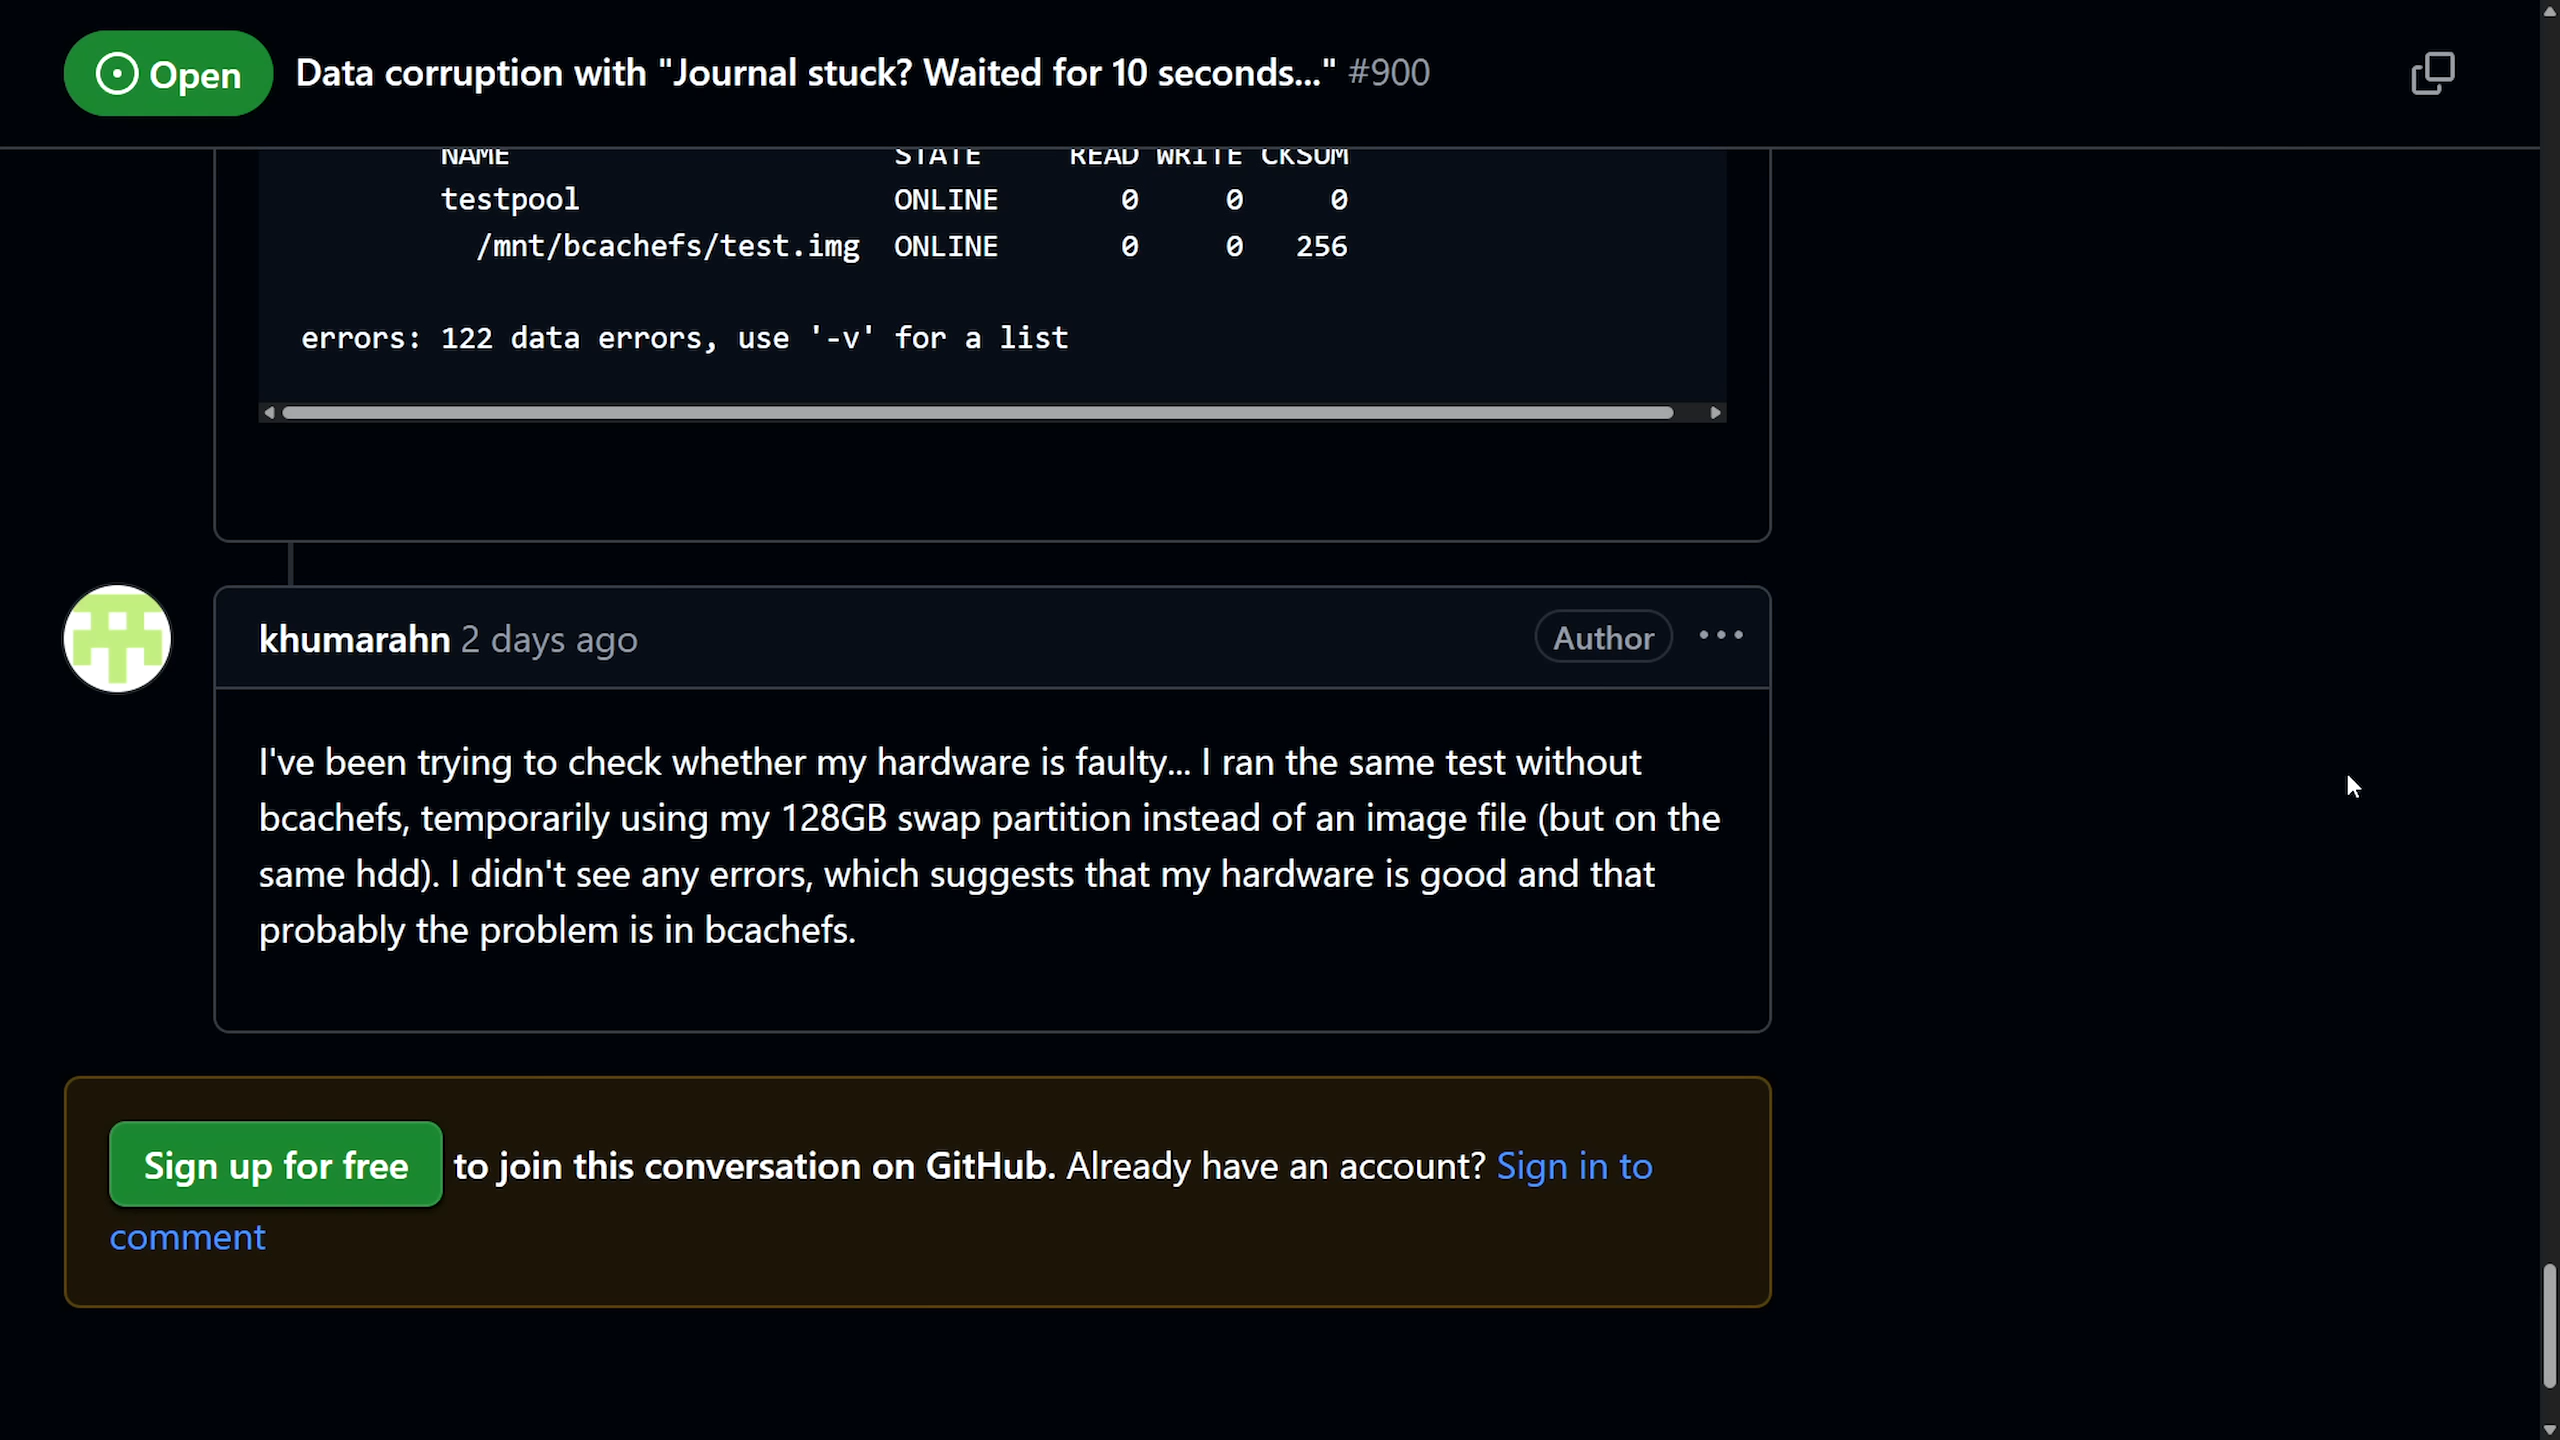 Open Data corruption with "Journal stuck? Waited for 10 seconds..." #900
NAME STATE READ WRITE CKSUM
testpool ONLINE 0 0 0
/mnt/bcachefs/test.img ONLINE 0 0 256
errors: 122 data errors, use '-v' for a list
khumarahn 2 days ago Author
I've been trying to check whether my hardware is faulty... I ran the same test without
bcachefs, temporarily using my 128GB swap partition instead of an image file (but on the
same hdd). I didn't see any errors, which suggests that my hardware is good and that
probably the problem is in bcachefs.
Sign up for free to join this conversation on GitHub. Already have an account? Sign in to
comment